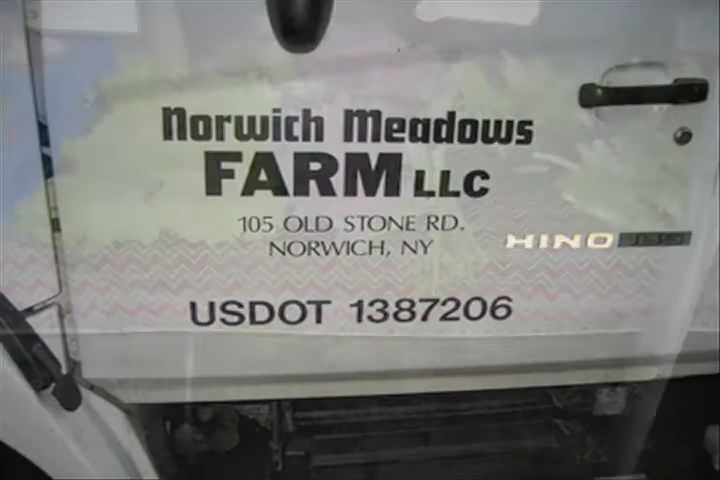 Norwich Meadows
FARM LLC
105 OLD STONE RD.
NORWICH, NY
HINO
USDOT 1387206